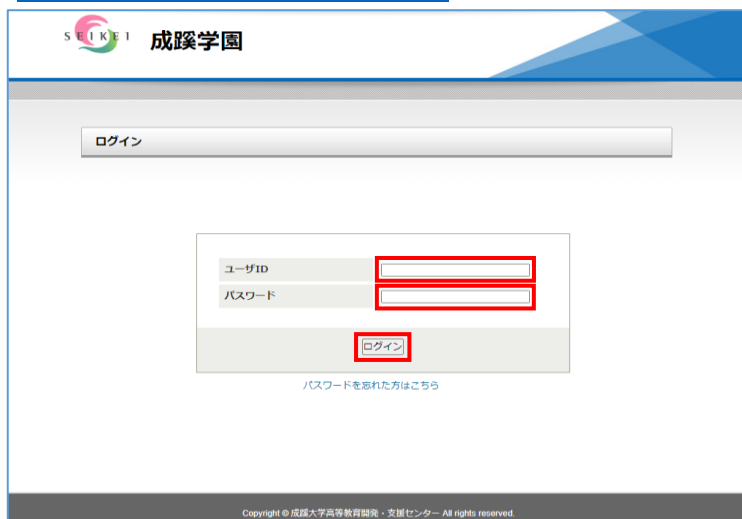 SEIKEI 成蹊学園
ログイン
ユーザID
パスワード
ログイン
パスワードを忘れた方はこちら
Copyright © 成蹊大学高等教育開発・支援センター All rights reserved.